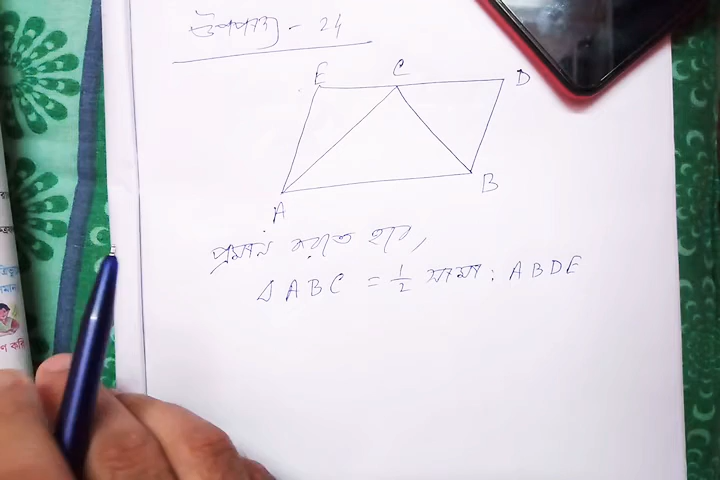 উপপাদ্য - 24
E C D
A B
প্রমাণ করতে হবে,
Δ ABC = 1/2 সামা: ABDE